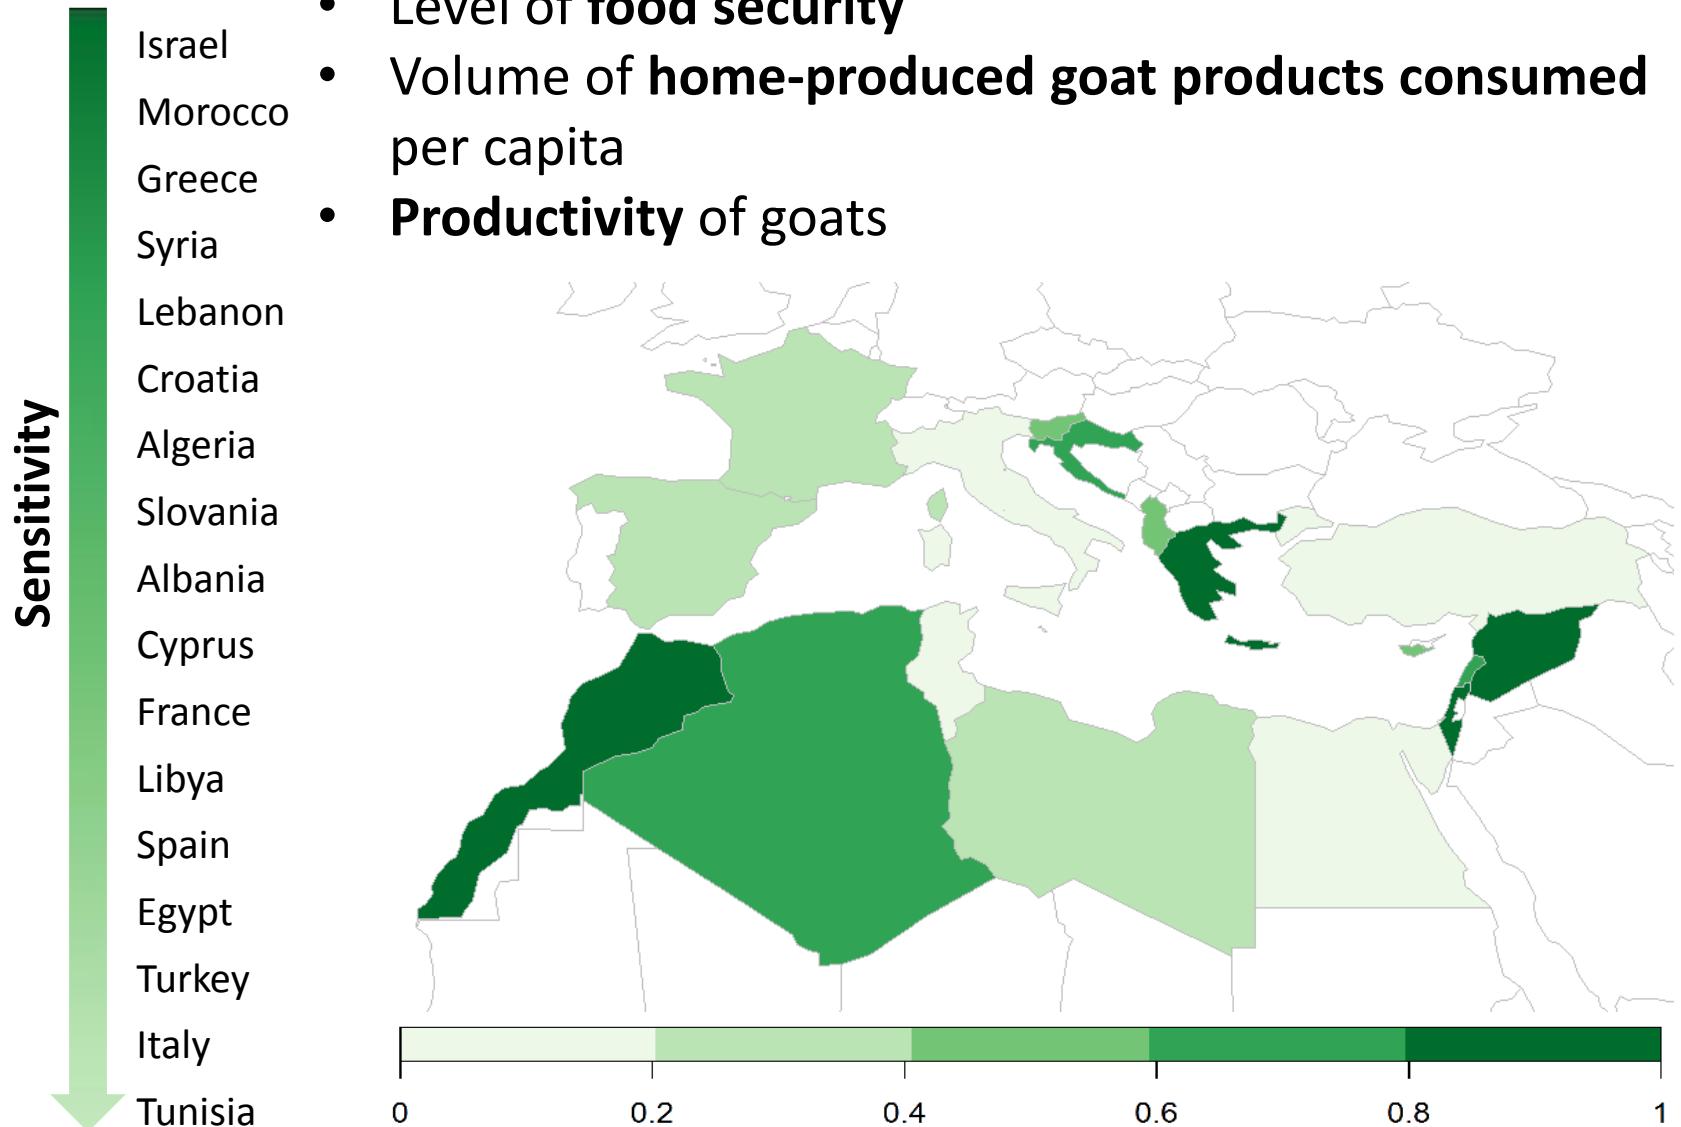 Sensitivity
Israel
Morocco
Greece
Syria
Lebanon
Croatia
Algeria
Slovania
Albania
Cyprus
France
Libya
Spain
Egypt
Turkey
Italy
Tunisia
• Level of food security
• Volume of home-produced goat products consumed
per capita
• Productivity of goats
0 0.2 0.4 0.6 0.8 1